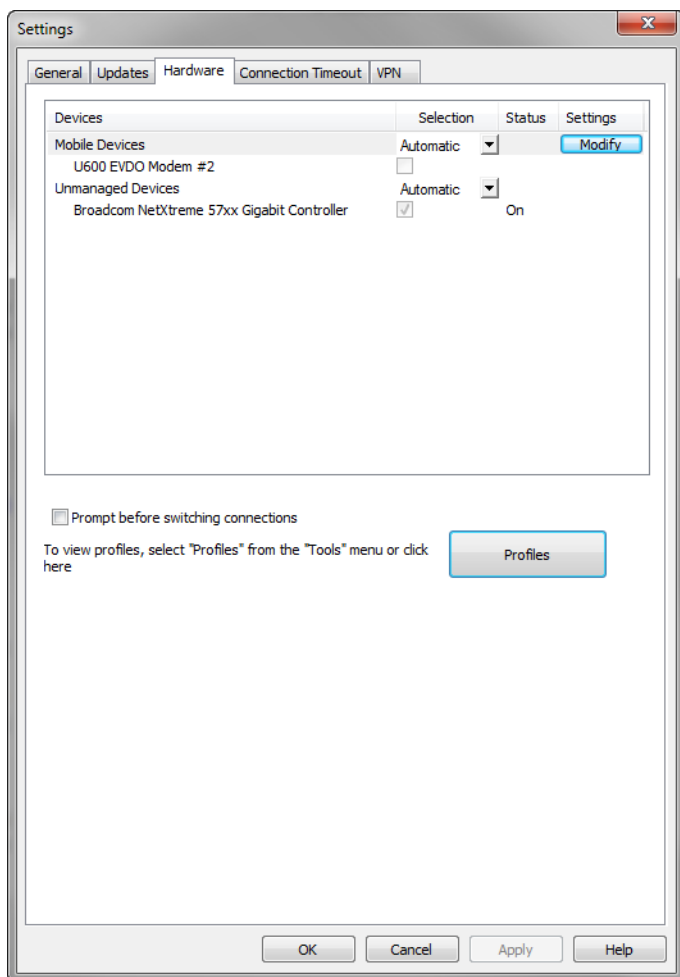 Settings
General Updates Hardware Connection Timeout VPN
Devices Selection Status Settings
Mobile Devices Automatic Modify
U600 EVDO Modem #2
Unmanaged Devices Automatic
Broadcom NetXtreme 57xx Gigabit Controller On
Prompt before switching connections
To view profiles, select "Profiles" from the "Tools" menu or click
here
Profiles
OK Cancel Apply Help